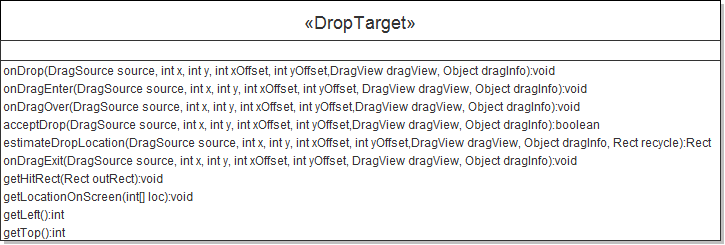 «DropTarget»
onDrop(DragSource source, int x, int y, int xOffset, int yOffset,DragView dragView, Object dragInfo):void
onDragEnter(DragSource source, int x, int y, int xOffset, int yOffset, DragView dragView, Object dragInfo):void
onDragOver(DragSource source, int x, int y, int xOffset, int yOffset,DragView dragView, Object dragInfo):void
acceptDrop(DragSource source, int x, int y, int xOffset, int yOffset,DragView dragView, Object dragInfo):boolean
estimateDropLocation(DragSource source, int x, int y, int xOffset, int yOffset,DragView dragView, Object dragInfo, Rect recycle):Rect
onDragExit(DragSource source, int x, int y, int xOffset, int yOffset, DragView dragView, Object dragInfo):void
getHitRect(Rect outRect):void
getLocationOnScreen(int[] loc):void
getLeft():int
getTop():int